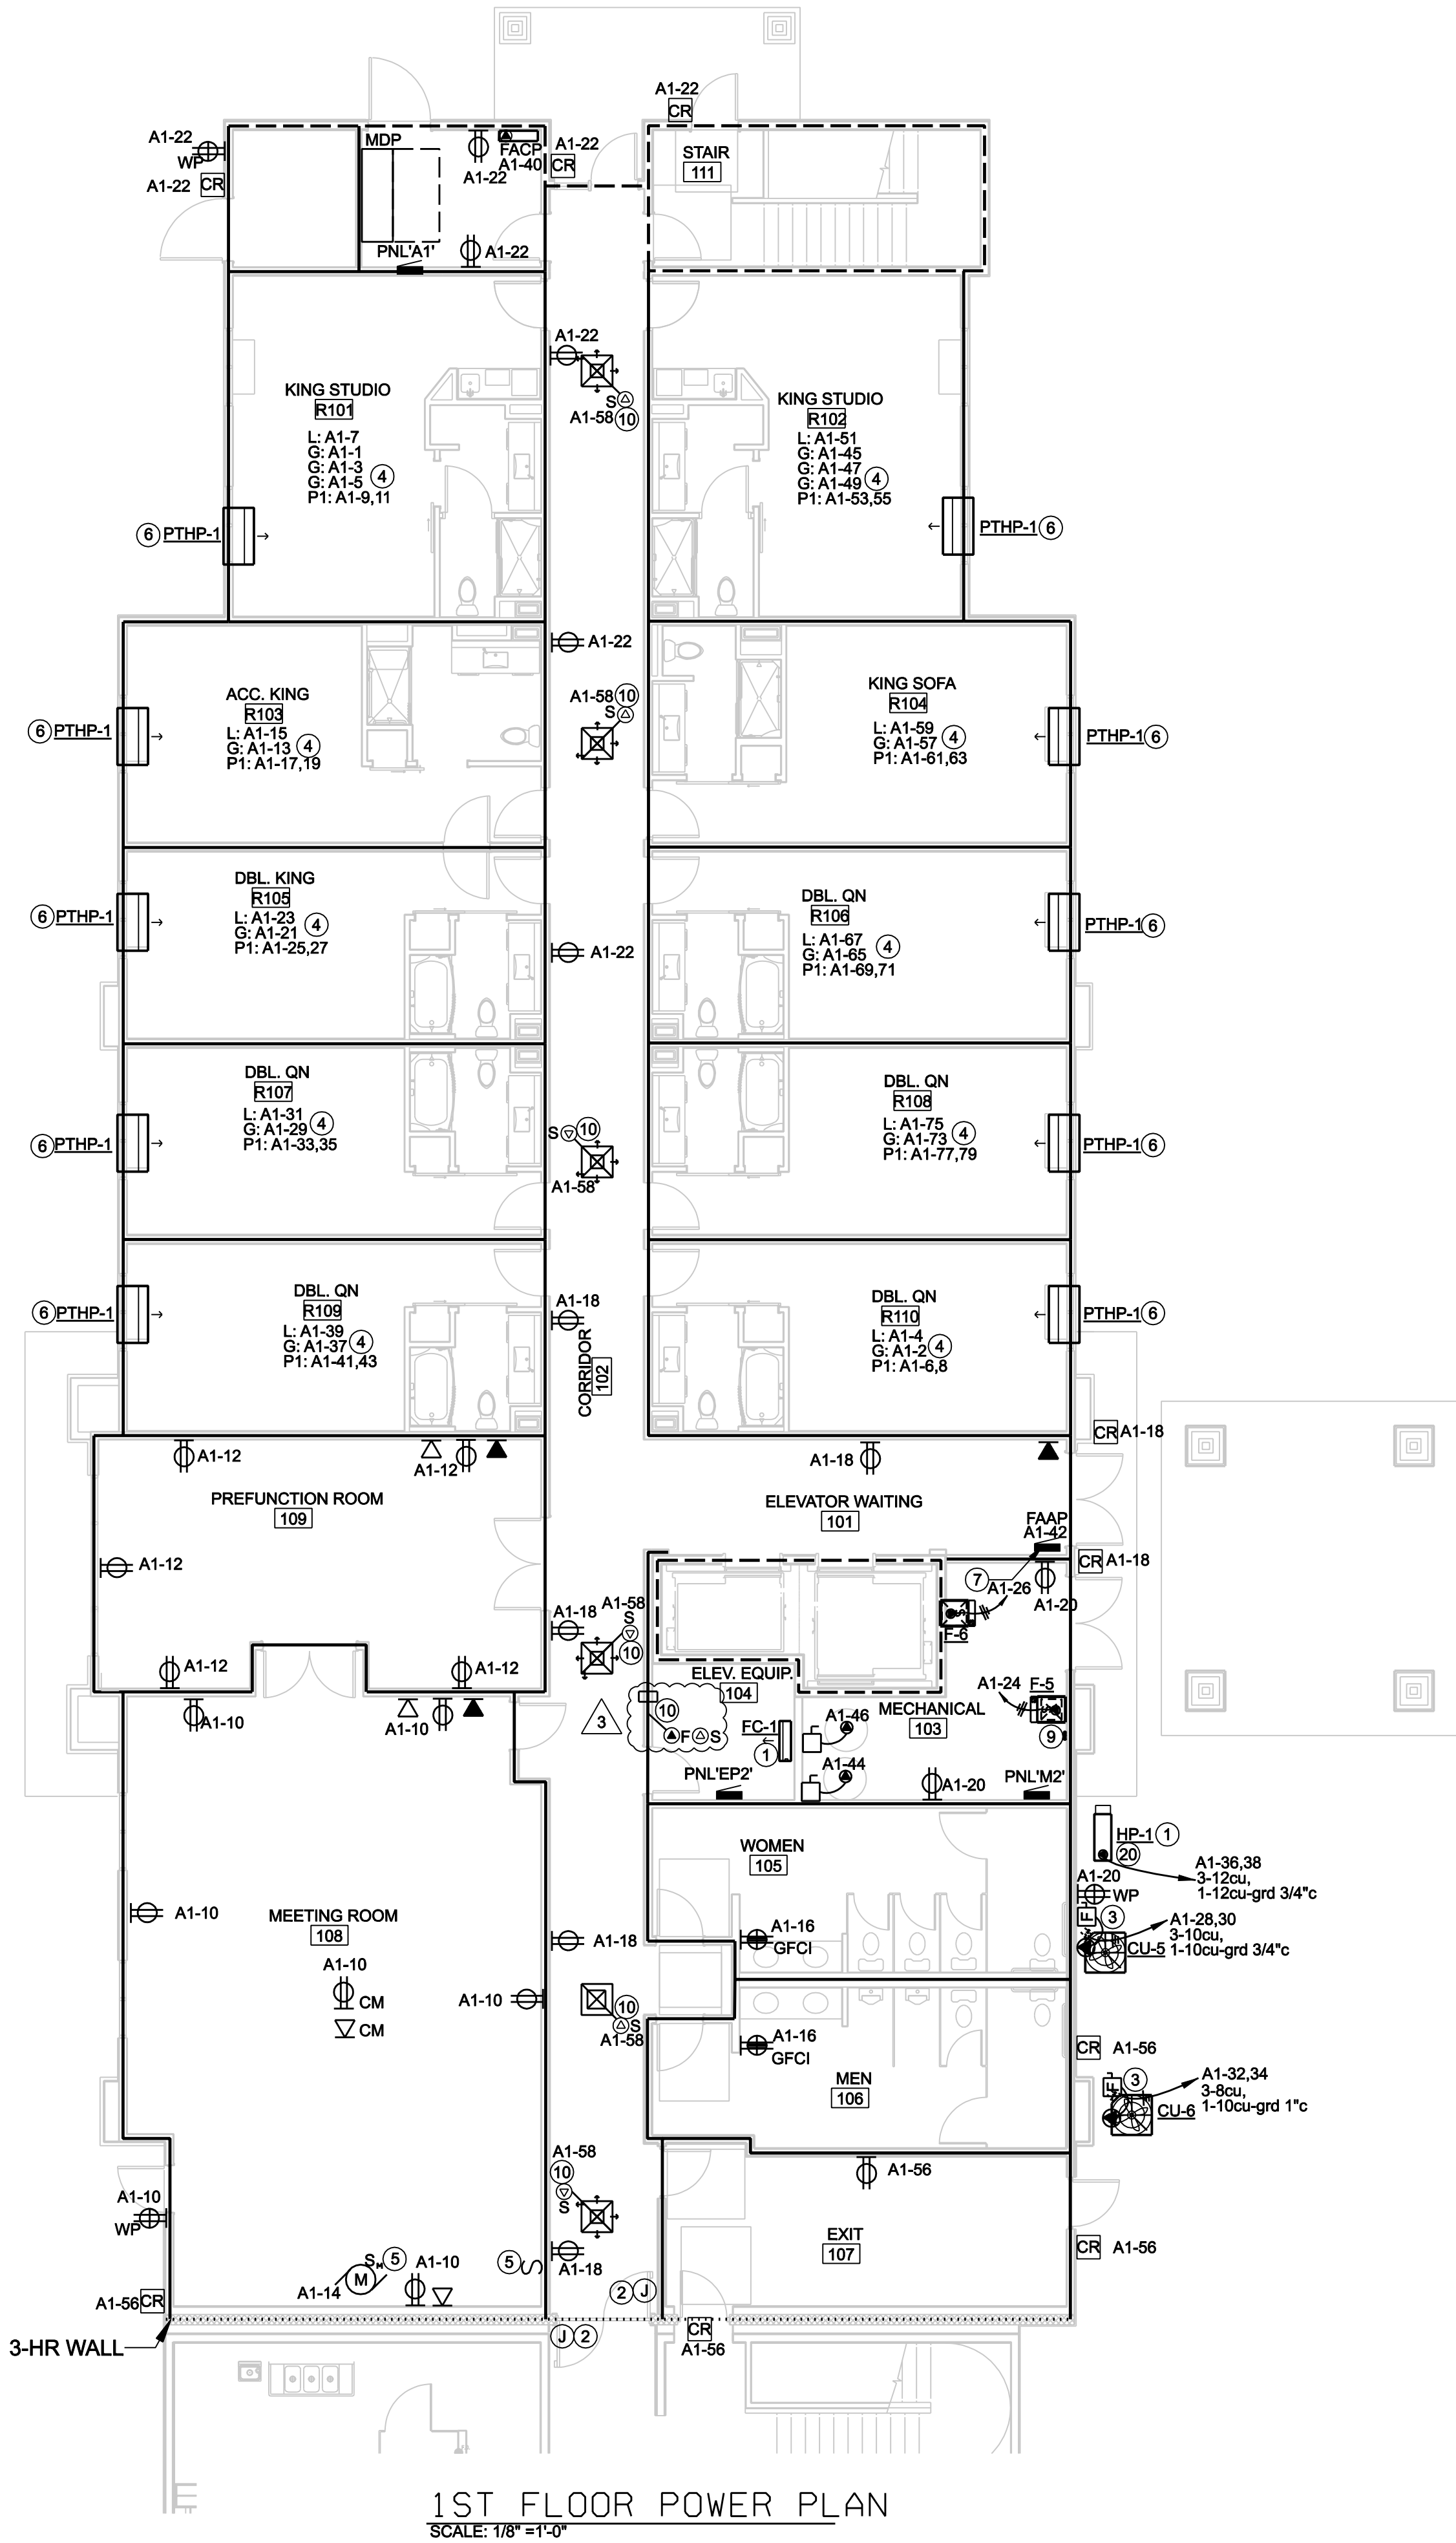 A1-22
CR
A1-22
WP
A1-22
CR
MDP
FACP
A1-40
A1-22
A1-22
CR
STAIR
111
PNL'A1'
A1-22
A1-22
S
A1-58
10
KING STUDIO
R101
L: A1-7
G: A1-1
G: A1-3
G: A1-5
4
P1: A1-9,11
KING STUDIO
R102
L: A1-51
G: A1-45
G: A1-47
G: A1-49
4
P1: A1-53,55
6
PTHP-1
PTHP-1
6
A1-22
A1-58
10
S
ACC. KING
R103
L: A1-15
G: A1-13
4
P1: A1-17,19
KING SOFA
R104
L: A1-59
G: A1-57
4
P1: A1-61,63
6
PTHP-1
PTHP-1
6
DBL. KING
R105
L: A1-23
G: A1-21
4
P1: A1-25,27
DBL. QN
R106
L: A1-67
G: A1-65
4
P1: A1-69,71
6
PTHP-1
PTHP-1
6
A1-22
DBL. QN
R107
L: A1-31
G: A1-29
4
P1: A1-33,35
DBL. QN
R108
L: A1-75
G: A1-73
4
P1: A1-77,79
S
10
A1-58
6
PTHP-1
PTHP-1
6
DBL. QN
R109
L: A1-39
G: A1-37
4
P1: A1-41,43
DBL. QN
R110
L: A1-4
G: A1-2
4
P1: A1-6,8
6
PTHP-1
PTHP-1
6
A1-18
CORRIDOR
102
A1-12
A1-12
A1-18
CR
A1-18
PREFUNCTION ROOM
109
ELEVATOR WAITING
101
FAAP
A1-42
A1-12
CR
A1-18
7
A1-26
A1-20
F-6
A1-18
A1-58
S
10
A1-12
A1-12
ELEV. EQUIP.
104
A1-24
F-5
MECHANICAL
103
9
A1-10
A1-10
3
10
F
S
FC-1
1
A1-46
A1-44
PNL'EP2'
A1-20
PNL'M2'
WOMEN
105
HP-1
1
20
A1-36,38
3-12cu,
1-12cu-grd 3/4"c
A1-20
WP
F
3
A1-28,30
3-10cu,
1-10cu-grd 3/4"c
CU-5
A1-10
MEETING ROOM
108
A1-10
CM
CM
A1-18
A1-16
GFCI
A1-10
10
S
A1-58
A1-16
GFCI
CR
A1-56
MEN
106
F
3
A1-32,34
3-8cu,
1-10cu-grd 1"c
CU-6
A1-58
10
S
A1-56
A1-10
WP
EXIT
107
CR
A1-56
SM
5
A1-10
M
A1-14
5
A1-18
A1-56
CR
2
J
3-HR WALL
J
2
CR
A1-56
1ST FLOOR POWER PLAN
SCALE: 1/8" =1'-0"